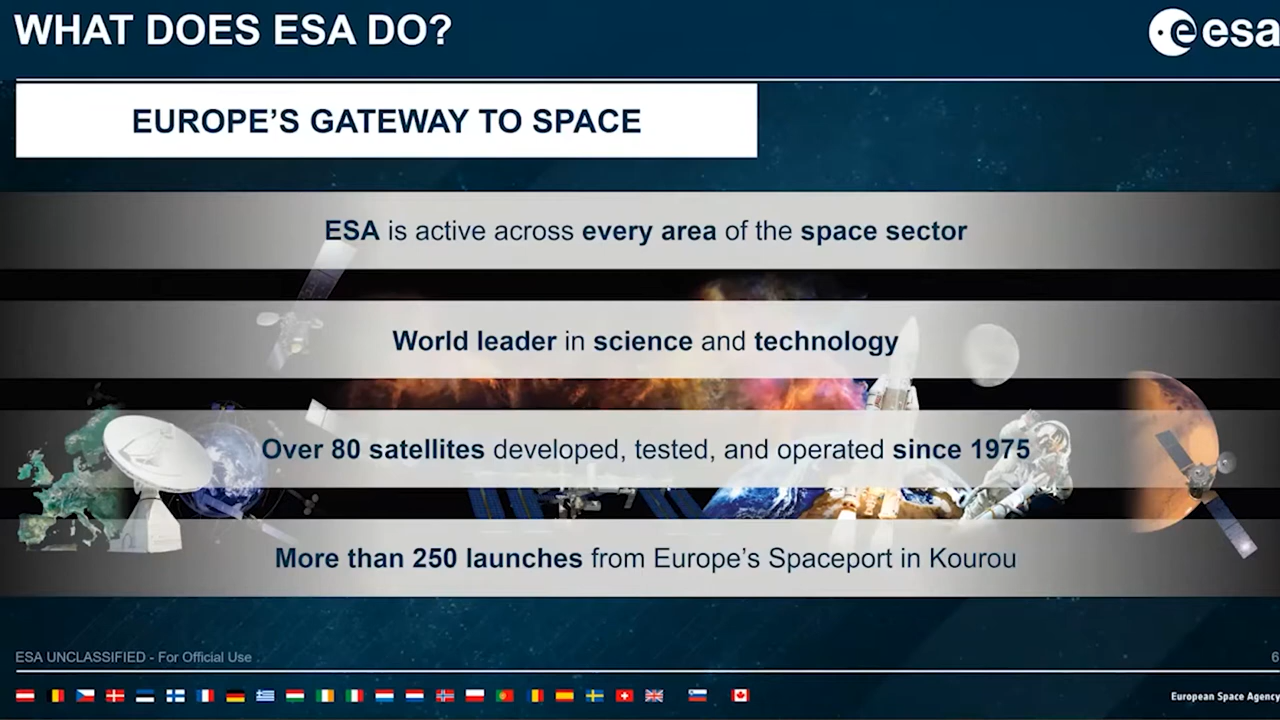 WHAT DOES ESA DO?
esa
EUROPE’S GATEWAY TO SPACE
ESA is active across every area of the space sector
World leader in science and technology
Over 80 satellites developed, tested, and operated since 1975
More than 250 launches from Europe’s Spaceport in Kourou
ESA UNCLASSIFIED - For Official Use
6
European Space Agency